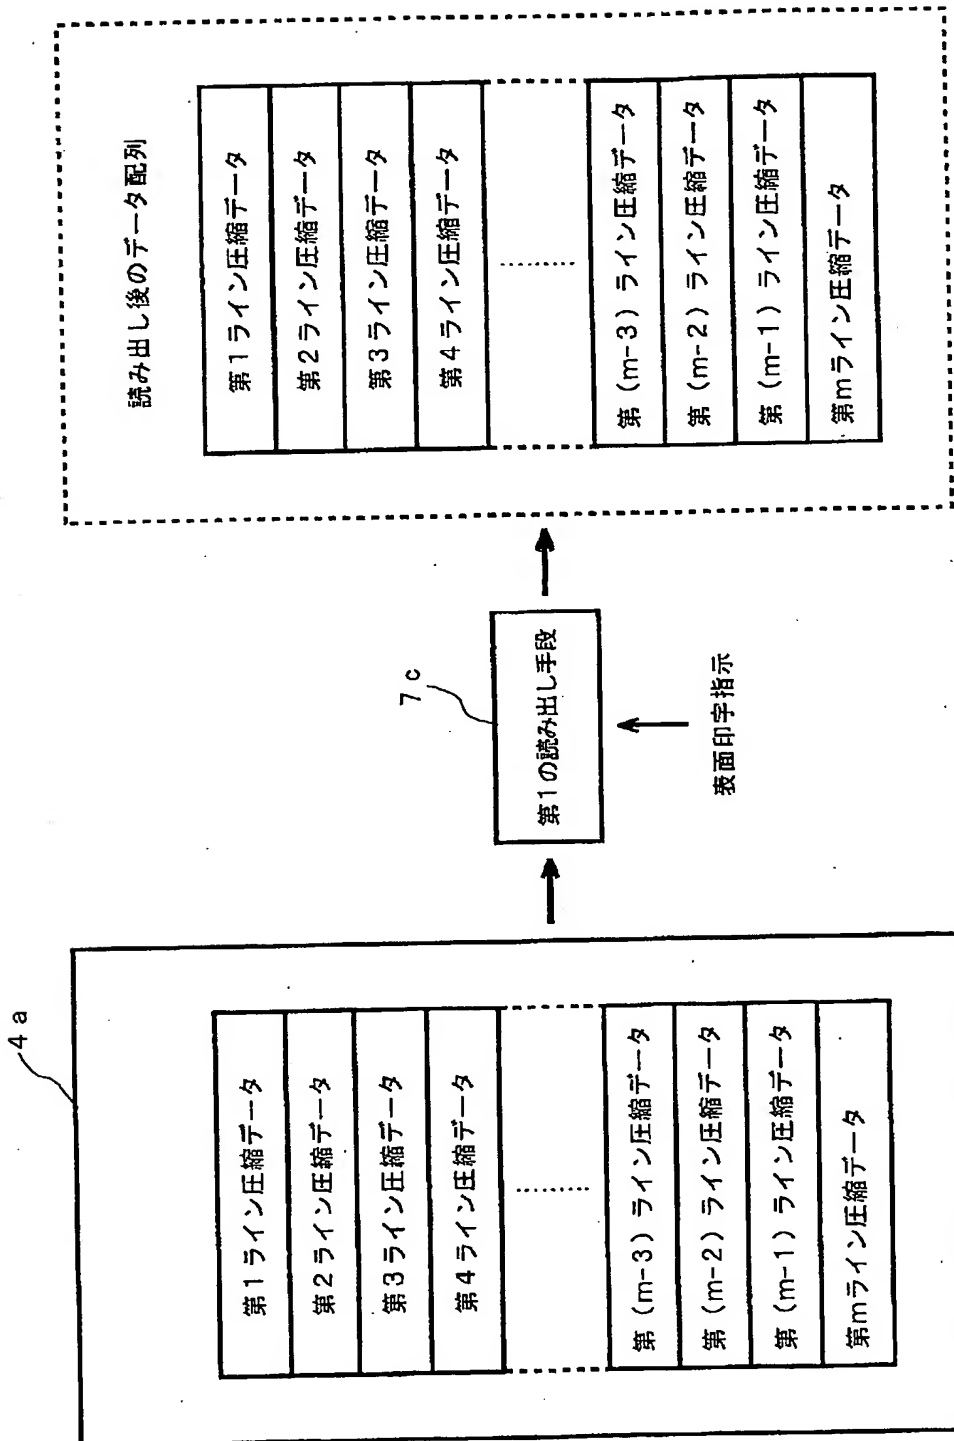 4a
第1ライン圧縮データ
第2ライン圧縮データ
第3ライン圧縮データ
第4ライン圧縮データ
第(m-3)ライン圧縮データ
第(m-2)ライン圧縮データ
第(m-1)ライン圧縮データ
第mライン圧縮データ
7c
第1の読み出し手段
表面印字指示
読み出し後のデータ配列
第1ライン圧縮データ
第2ライン圧縮データ
第3ライン圧縮データ
第4ライン圧縮データ
第(m-3)ライン圧縮データ
第(m-2)ライン圧縮データ
第(m-1)ライン圧縮データ
第mライン圧縮データ